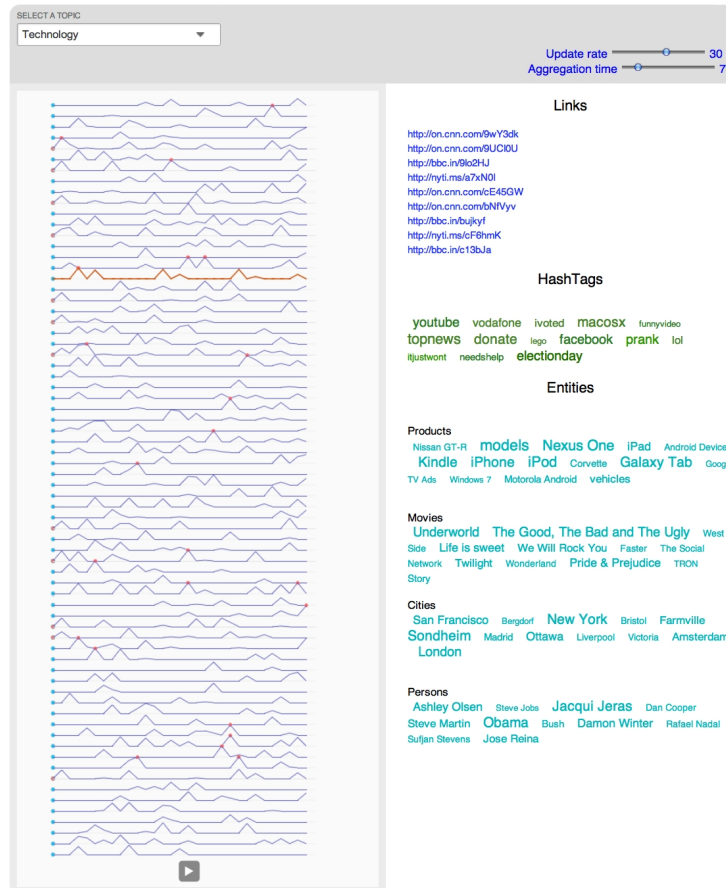 SELECT A TOPIC
Technology
Update rate 30
Aggregation time 7
Links
http://on.cnn.com/9wY3dk
http://on.cnn.com/9UCl0U
http://bbc.in/9lo2HJ
http://nyti.ms/a7xN0l
http://on.cnn.com/cE45GW
http://on.cnn.com/bNfVyv
http://bbc.in/bujkyf
http://nyti.ms/cF6hmK
http://bbc.in/c13bJa
HashTags
youtube vodafone ivoted macosx funnyvideo
topnews donate lego facebook prank lol
itjustwont needshelp electionday
Entities
Products
Nissan GT-R models Nexus One iPad Android Device
Kindle iPhone iPod Corvette Galaxy Tab Goog
TV Ads Windows 7 Motorola Android vehicles
Movies
Underworld The Good, The Bad and The Ugly West
Side Life is sweet We Will Rock You Faster The Social
Network Twilight Wonderland Pride & Prejudice TRON
Story
Cities
San Francisco Bergdorf New York Bristol Farmville
Sondheim Madrid Ottawa Liverpool Victoria Amsterdam
London
Persons
Ashley Olsen Steve Jobs Jacqui Jeras Dan Cooper
Steve Martin Obama Bush Damon Winter Rafael Nadal
Sufjan Stevens Jose Reina